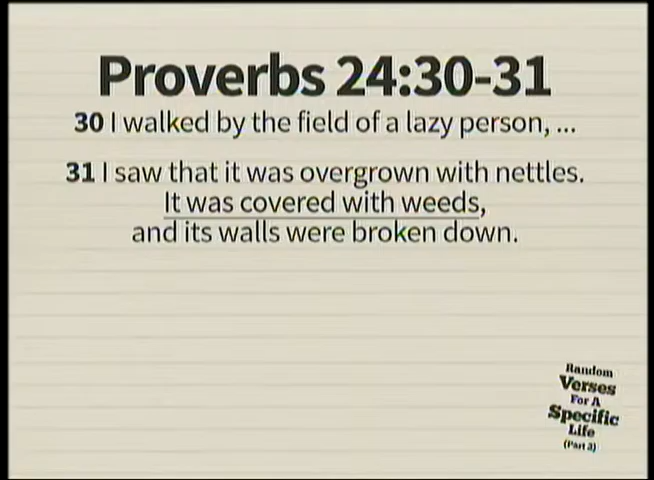 Proverbs 24:30-31
30 I walked by the field of a lazy person, ...
31 I saw that it was overgrown with nettles.
It was covered with weeds,
and its walls were broken down.
Random
Verses
For A
Specific
Life
(Part 3)